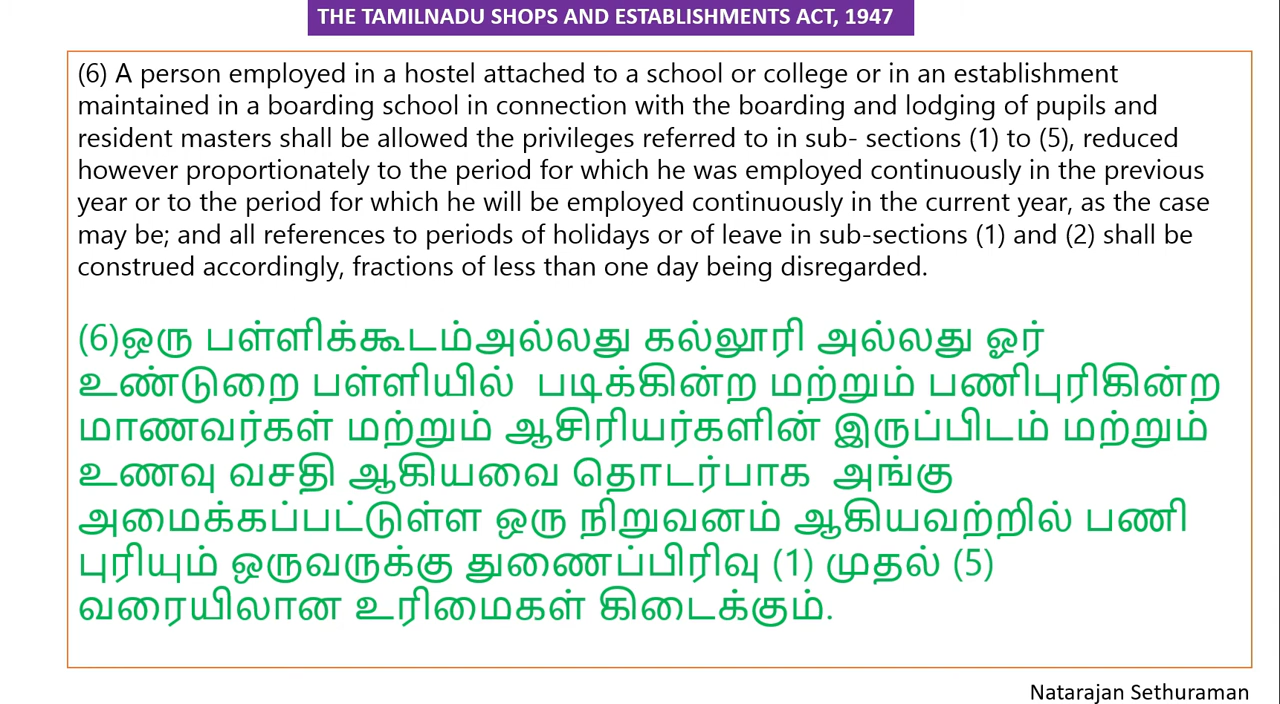 THE TAMILNADU SHOPS AND ESTABLISHMENTS ACT, 1947
(6) A person employed in a hostel attached to a school or college or in an establishment
maintained in a boarding school in connection with the boarding and lodging of pupils and
resident masters shall be allowed the privileges referred to in sub- sections (1) to (5), reduced
however proportionately to the period for which he was employed continuously in the previous
year or to the period for which he will be employed continuously in the current year, as the case
may be; and all references to periods of holidays or of leave in sub-sections (1) and (2) shall be
construed accordingly, fractions of less than one day being disregarded.
(6)ஒரு பள்ளிக்கூடம்அல்லது கல்லூரி அல்லது ஓர்
உண்டுறை பள்ளியில் படிக்கின்ற மற்றும் பணிபுரிகின்ற
மாணவர்கள் மற்றும் ஆசிரியர்களின் இருப்பிடம் மற்றும்
உணவு வசதி ஆகியவை தொடர்பாக அங்கு
அமைக்கப்பட்டுள்ள ஒரு நிறுவனம் ஆகியவற்றில் பணி
புரியும் ஒருவருக்கு துணைப்பிரிவு (1) முதல் (5)
வரையிலான உரிமைகள் கிடைக்கும்.
Natarajan Sethuraman